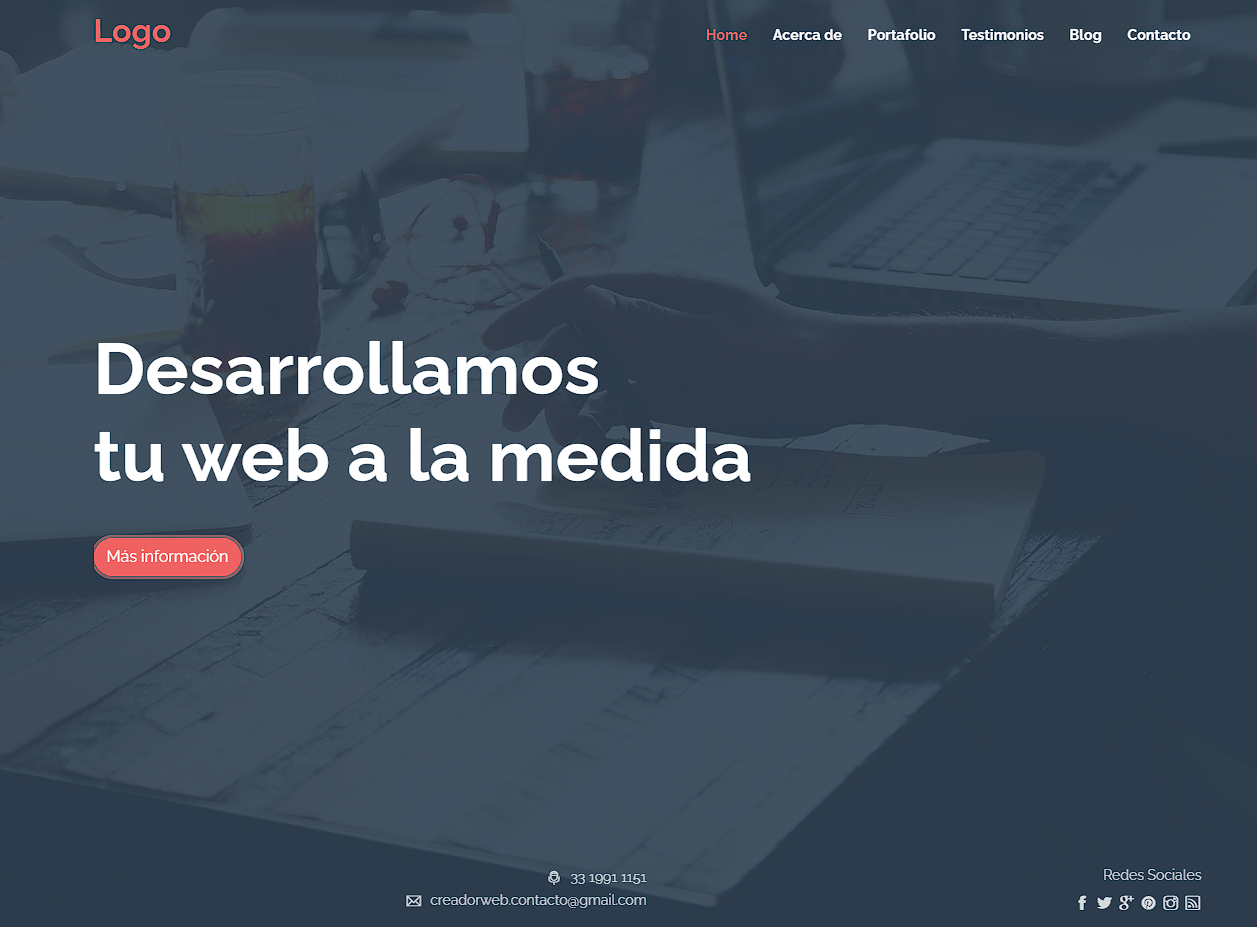 Logo
Home Acerca de Portafolio Testimonios Blog Contacto
Desarrollamos
tu web a la medida
Más información
33 1991 1151
creadorweb.contacto@gmail.com
Redes Sociales